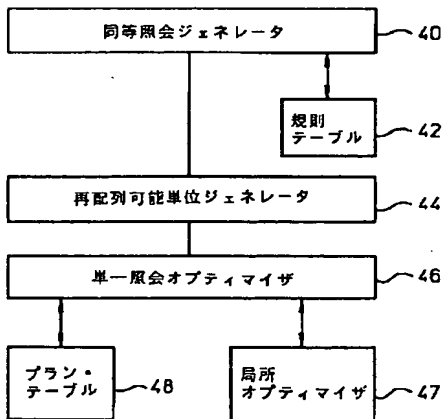 同等照会ジェネレータ
40
規則
テーブル
42
再配列可能単位ジェネレータ
44
単一照会オプティマイザ
46
プラン・
テーブル
48
局所
オプティマイザ
47